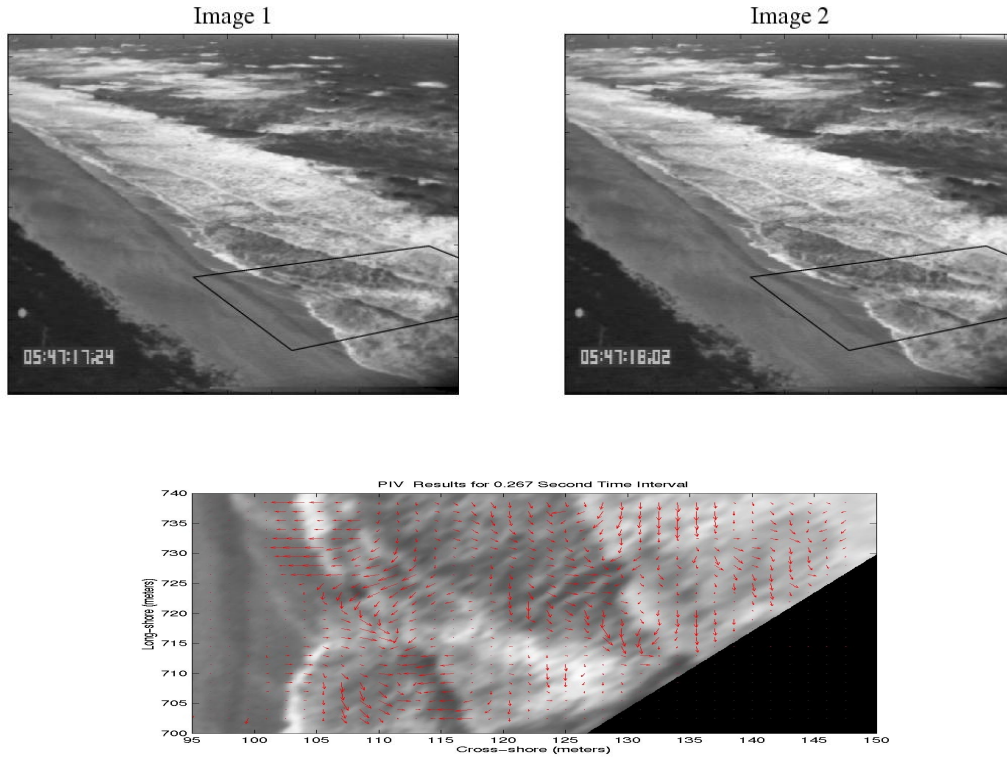 Image 1
Image 2
05:47:17:24
05:47:18:02
PIV Results for 0.267 Second Time Interval
740
735
730
725
720
715
710
705
700
Long-shore (meters)
95 100 105 110 115 120 125 130 135 140 145 150
Cross-shore (meters)